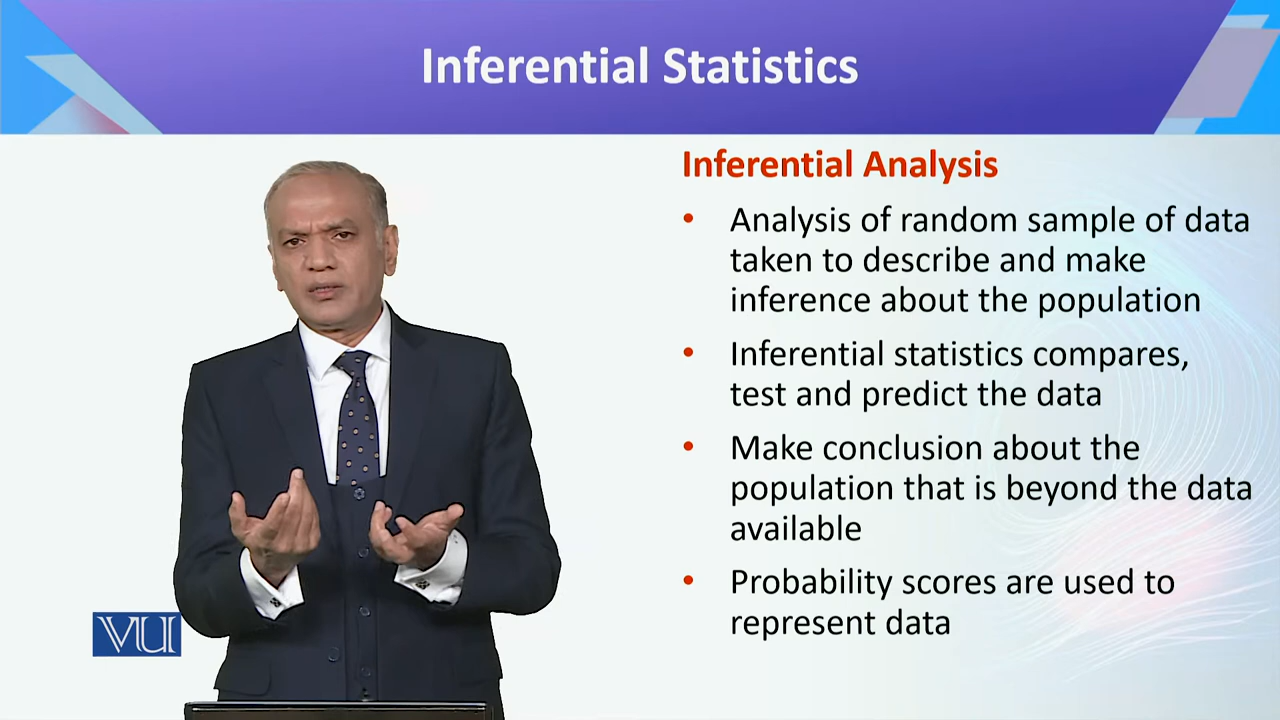 Inferential Statistics
Inferential Analysis
• Analysis of random sample of data
taken to describe and make
inference about the population
• Inferential statistics compares,
test and predict the data
• Make conclusion about the
population that is beyond the data
available
• Probability scores are used to
represent data
VU